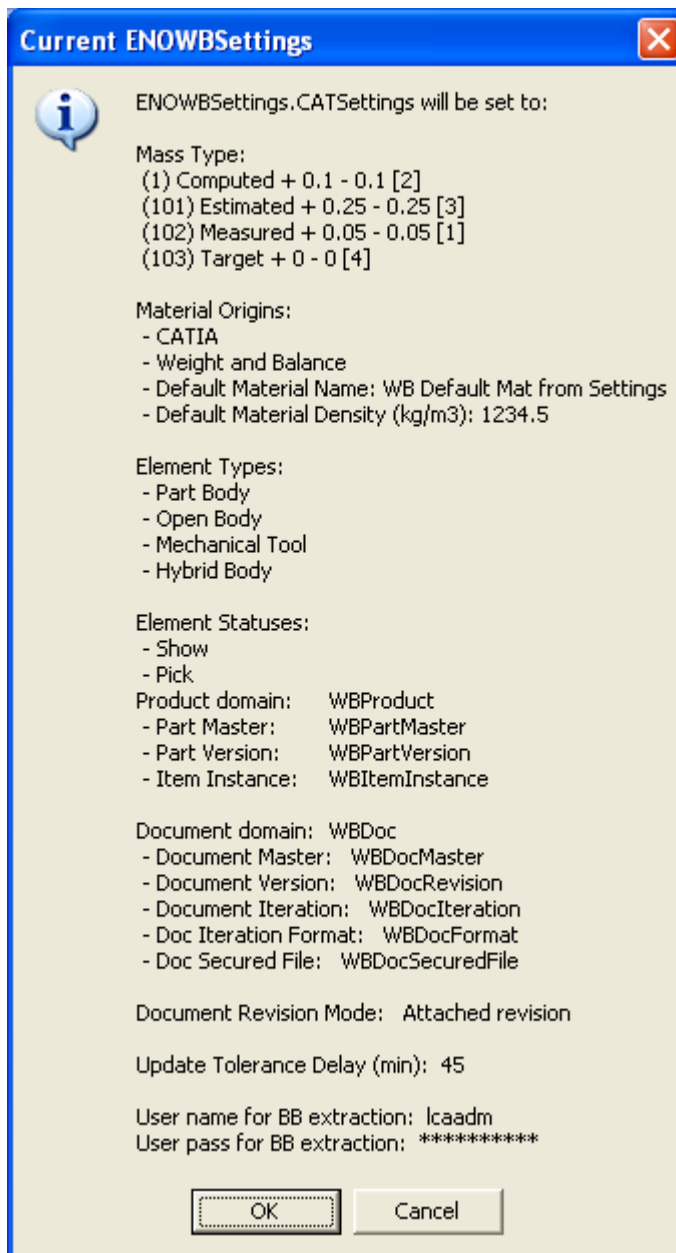 Current ENOWBSettings
ENOWBSettings.CATSettings will be set to:
Mass Type:
(1) Computed + 0.1 - 0.1 [2]
(101) Estimated + 0.25 - 0.25 [3]
(102) Measured + 0.05 - 0.05 [1]
(103) Target + 0 - 0 [4]
Material Origins:
- CATIA
- Weight and Balance
- Default Material Name: WB Default Mat from Settings
- Default Material Density (kg/m3): 1234.5
Element Types:
- Part Body
- Open Body
- Mechanical Tool
- Hybrid Body
Element Statuses:
- Show
- Pick
Product domain: WBProduct
- Part Master: WBPartMaster
- Part Version: WBPartVersion
- Item Instance: WBItemInstance
Document domain: WBDoc
- Document Master: WBDocMaster
- Document Version: WBDocRevision
- Document Iteration: WBDocIteration
- Doc Iteration Format: WBDocFormat
- Doc Secured File: WBDocSecuredFile
Document Revision Mode: Attached revision
Update Tolerance Delay (min): 45
User name for BB extraction: lcaadm
User pass for BB extraction: **********
OK Cancel